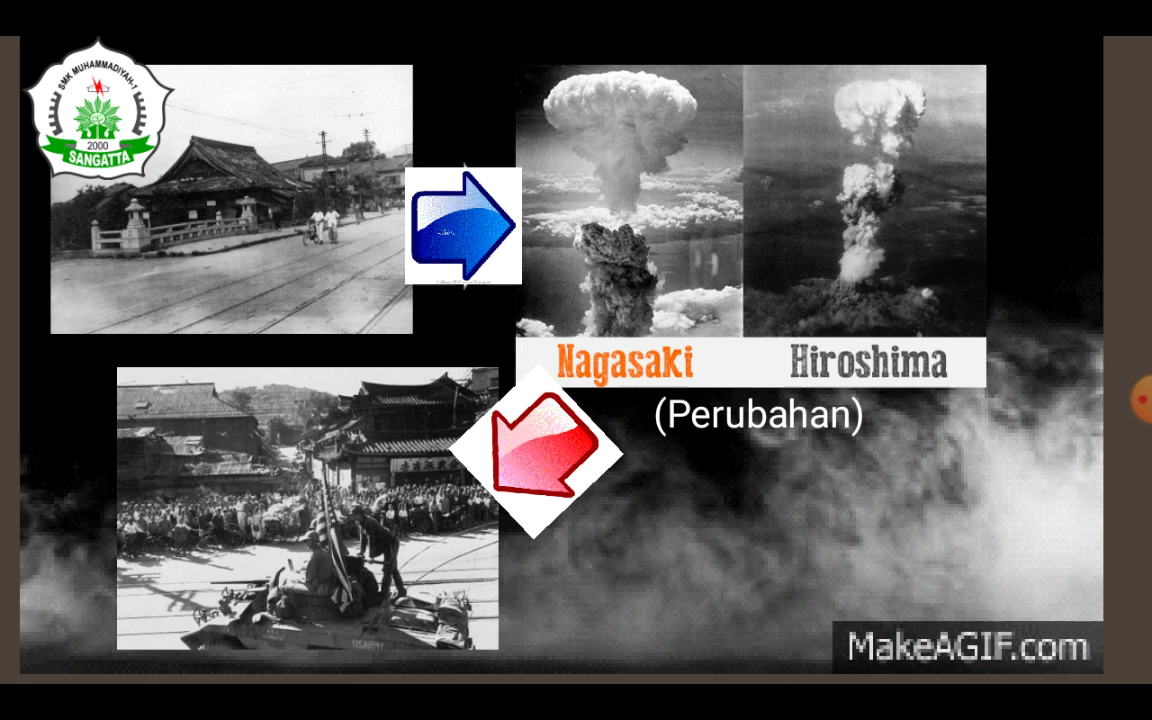 SMK MUHAMMADIYAH-1
2000
SANGATTA
Nagasaki
Hiroshima
(Perubahan)
USARMY
MakeAGIF.com